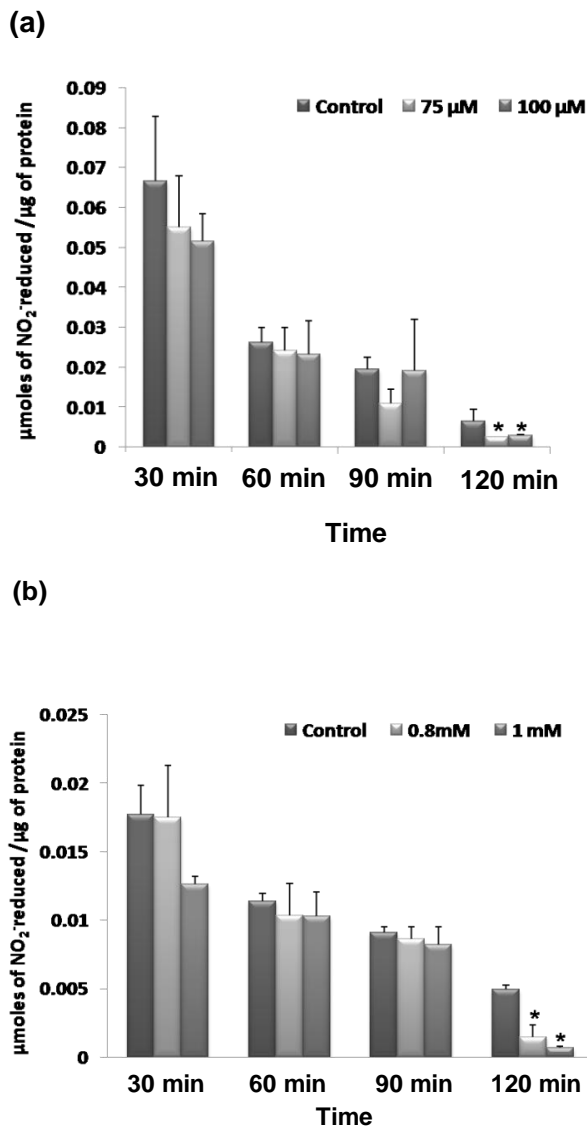 (a)
µmoles of NO₂⁻reduced /µg of protein
0.09
0.08
0.07
0.06
0.05
0.04
0.03
0.02
0.01
0
Control 75 µM 100 µM
* *
30 min 60 min 90 min 120 min
Time
(b)
µmoles of NO₂⁻reduced /µg of protein
0.025
0.02
0.015
0.01
0.005
0
Control 0.8mM 1 mM
*
*
30 min 60 min 90 min 120 min
Time